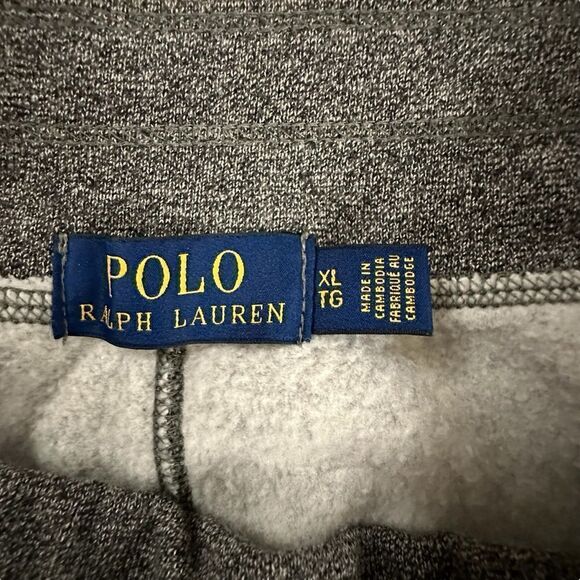 POLO
RALPH LAUREN
XL
TG
MADE IN
CAMBODIA
FABRIQUÉ AU
CAMBODGE